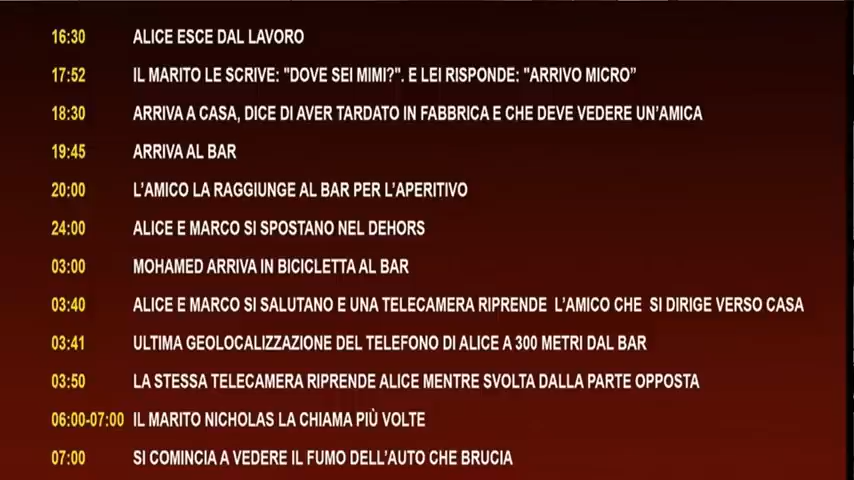 16:30 ALICE ESCE DAL LAVORO
17:52 IL MARITO LE SCRIVE: "DOVE SEI MIMI?". E LEI RISPONDE: "ARRIVO MICRO”
18:30 ARRIVA A CASA, DICE DI AVER TARDATO IN FABBRICA E CHE DEVE VEDERE UN’AMICA
19:45 ARRIVA AL BAR
20:00 L’AMICO LA RAGGIUNGE AL BAR PER L’APERITIVO
24:00 ALICE E MARCO SI SPOSTANO NEL DEHORS
03:00 MOHAMED ARRIVA IN BICICLETTA AL BAR
03:40 ALICE E MARCO SI SALUTANO E UNA TELECAMERA RIPRENDE L’AMICO CHE SI DIRIGE VERSO CASA
03:41 ULTIMA GEOLOCALIZZAZIONE DEL TELEFONO DI ALICE A 300 METRI DAL BAR
03:50 LA STESSA TELECAMERA RIPRENDE ALICE MENTRE SVOLTA DALLA PARTE OPPOSTA
06:00-07:00 IL MARITO NICHOLAS LA CHIAMA PIÙ VOLTE
07:00 SI COMINCIA A VEDERE IL FUMO DELL’AUTO CHE BRUCIA